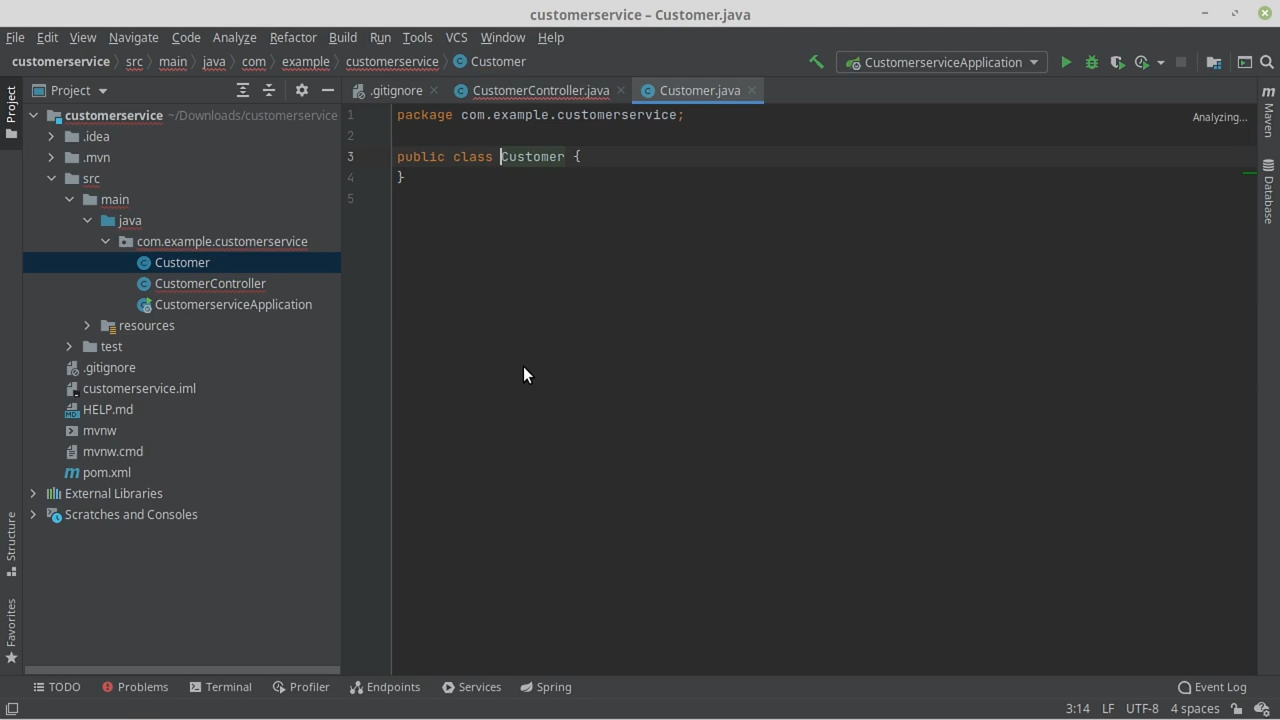 customerservice – Customer.java
File Edit View Navigate Code Analyze Refactor Build Run Tools VCS Window Help
customerservice src main java com example customerservice Customer CustomerserviceApplication
Project .gitignore CustomerController.java Customer.java
customerservice ~/Downloads/customerservice
.idea
.mvn
src
main
java
com.example.customerservice
Customer
CustomerController
CustomerserviceApplication
resources
test
.gitignore
customerservice.iml
HELP.md
mvnw
mvnw.cmd
pom.xml
External Libraries
Scratches and Consoles
1 package com.example.customerservice;
2
3 public class Customer {
4 }
5
Analyzing...
Project
Structure
Favorites
Maven
Database
TODO Problems Terminal Profiler Endpoints Services Spring Event Log
3:14 LF UTF-8 4 spaces